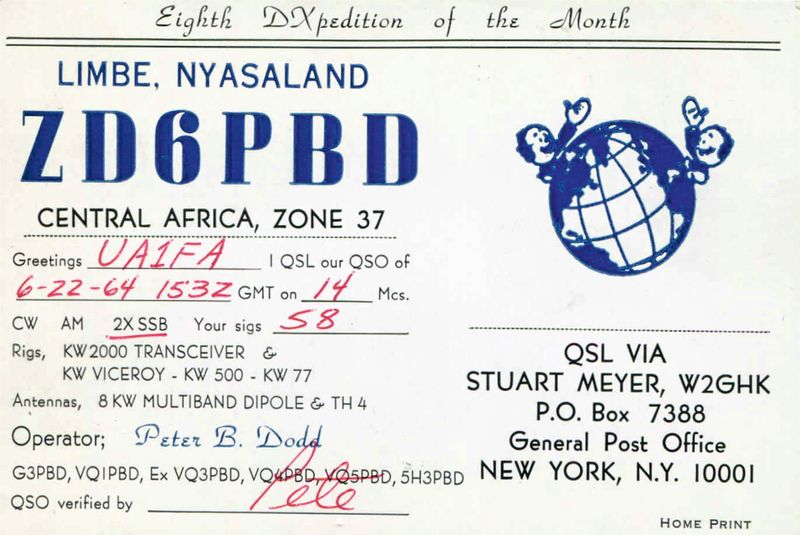 Eighth DXpedition of the Month
LIMBE, NYASALAND
ZD6PBD
CENTRAL AFRICA, ZONE 37
Greetings UA1FA I QSL our QSO of
6-22-64 1532 GMT on 14 Mcs.
CW AM 2X SSB Your sigs 58
Rigs, KW2000 TRANSCEIVER &
KW VICEROY - KW 500 - KW 77
Antennas, 8 KW MULTIBAND DIPOLE & TH 4
Operator; Peter B. Dodd
G3PBD, VQ1PBD, Ex VQ3PBD, VQ4PBD, VQ5PBD, 5H3PBD
QSO verified by Pete
QSL VIA
STUART MEYER, W2GHK
P.O. Box 7388
General Post Office
NEW YORK, N.Y. 10001
HOME PRINT